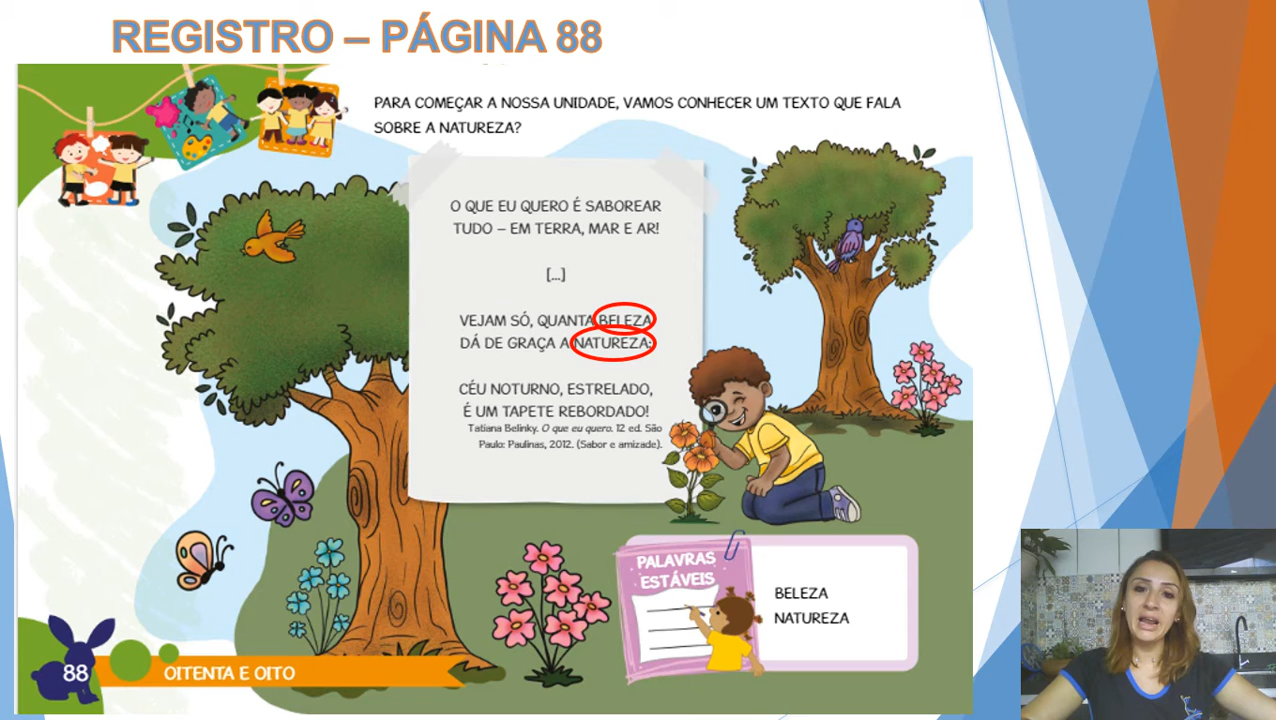 REGISTRO – PÁGINA 88
PARA COMEÇAR A NOSSA UNIDADE, VAMOS CONHECER UM TEXTO QUE FALA
SOBRE A NATUREZA?
O QUE EU QUERO É SABOREAR
TUDO – EM TERRA, MAR E AR!
[...]
VEJAM SÓ, QUANTA BELEZA
DÁ DE GRAÇA A NATUREZA:
CÉU NOTURNO, ESTRELADO,
É UM TAPETE REBORDADO!
Tatiana Belinky. O que eu quero. 12 ed. São
Paulo: Paulinas, 2012. (Sabor e amizade).
PALAVRAS
ESTÁVEIS
BELEZA
NATUREZA
88
OITENTA E OITO